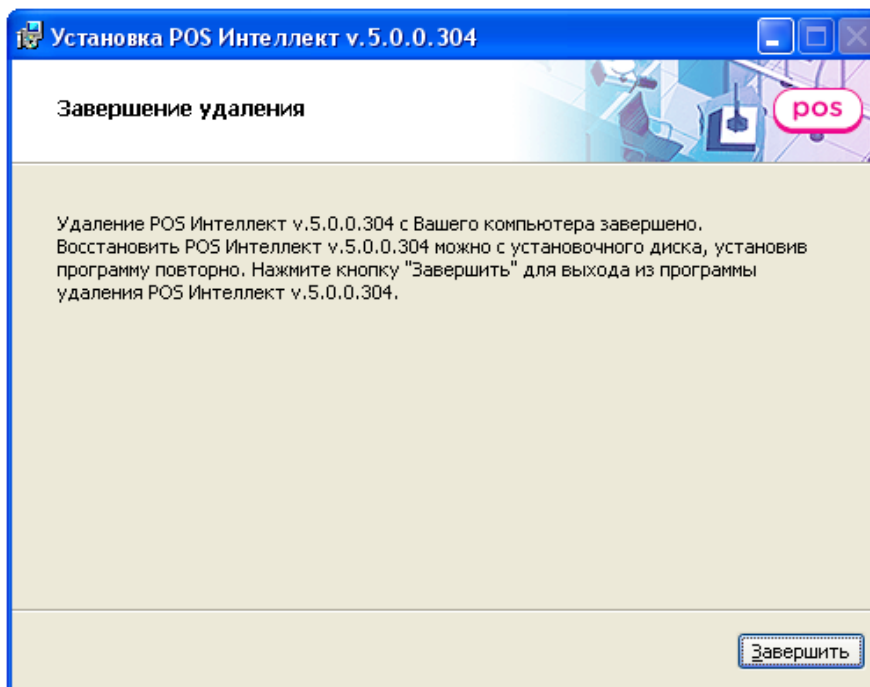 Установка POS Интеллект v.5.0.0.304
Завершение удаления
pos
Удаление POS Интеллект v.5.0.0.304 с Вашего компьютера завершено.
Восстановить POS Интеллект v.5.0.0.304 можно с установочного диска, установив
программу повторно. Нажмите кнопку "Завершить" для выхода из программы
удаления POS Интеллект v.5.0.0.304.
Завершить